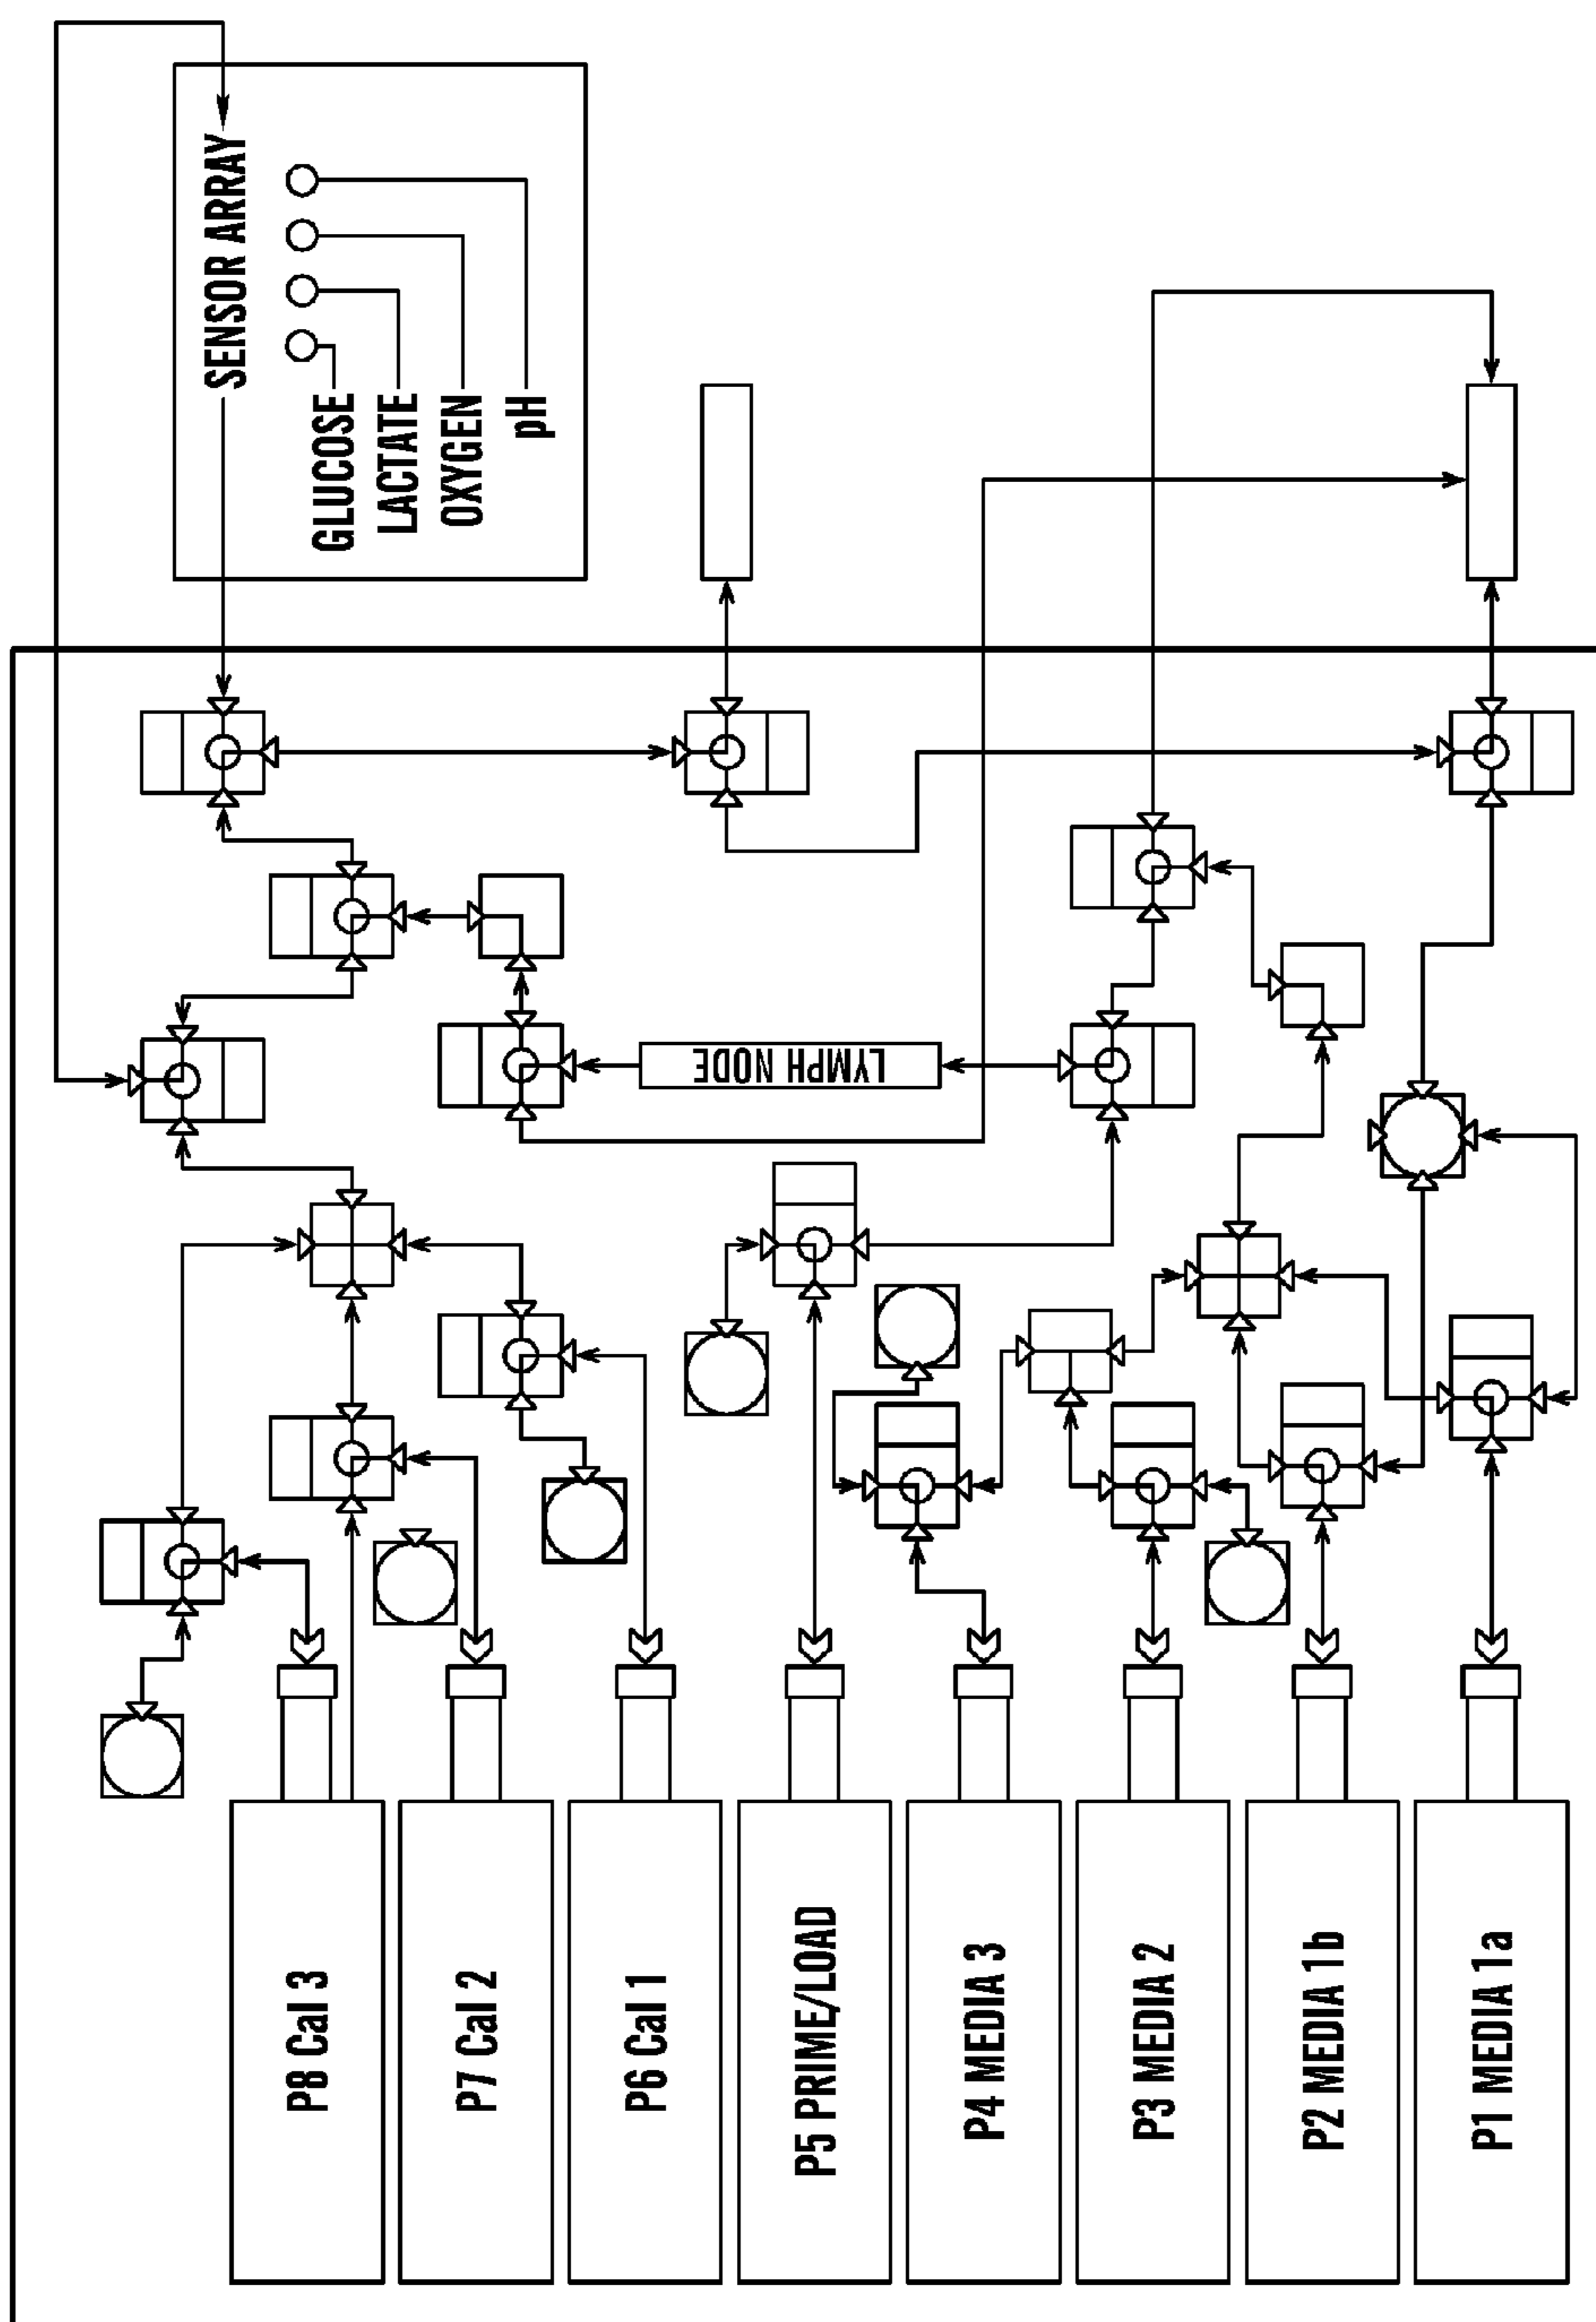 SENSOR ARRAY
GLUCOSE
LACTATE
OXYGEN
pH
LYMPH NODE
P8 Cal 3
P7 Cal 2
P6 Cal 1
P5 PRIME/LOAD
P4 MEDIA 3
P3 MEDIA 2
P2 MEDIA 1b
P1 MEDIA 1a